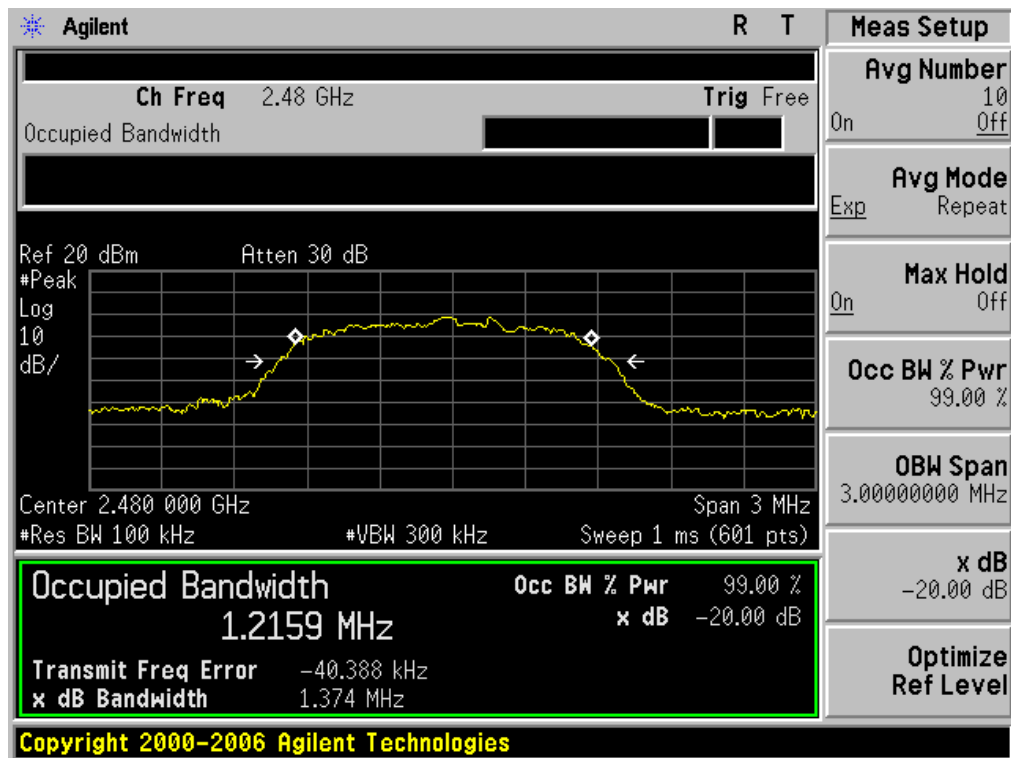 Agilent R T
Ch Freq 2.48 GHz Trig Free
Occupied Bandwidth
Ref 20 dBm Atten 30 dB
#Peak
Log
10
dB/
Center 2.480 000 GHz Span 3 MHz
#Res BW 100 kHz #VBW 300 kHz Sweep 1 ms (601 pts)
Occupied Bandwidth Occ BW % Pwr 99.00 %
1.2159 MHz x dB -20.00 dB
Transmit Freq Error -40.388 kHz
x dB Bandwidth 1.374 MHz
Copyright 2000-2006 Agilent Technologies
Meas Setup
Avg Number
10
On Off
Avg Mode
Exp Repeat
Max Hold
On Off
Occ BW % Pwr
99.00 %
OBW Span
3.00000000 MHz
x dB
-20.00 dB
Optimize
Ref Level